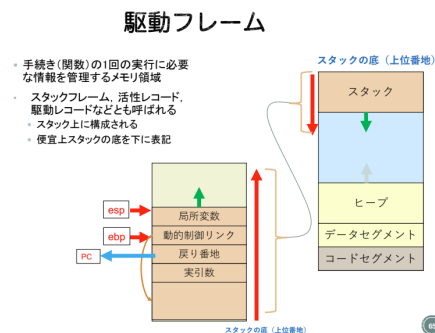 駆動フレーム
手続き(関数)の1回の実行に必要
な情報を管理するメモリ領域
スタックフレーム，活性レコード，
駆動レコードなどとも呼ばれる
スタック上に構成される
便宜上スタックの底を下に表記
スタックの底（上位番地）
スタック
ヒープ
データセグメント
コードセグメント
esp
局所変数
ebp
動的制御リンク
PC
戻り番地
実引数
スタックの底（上位番地）